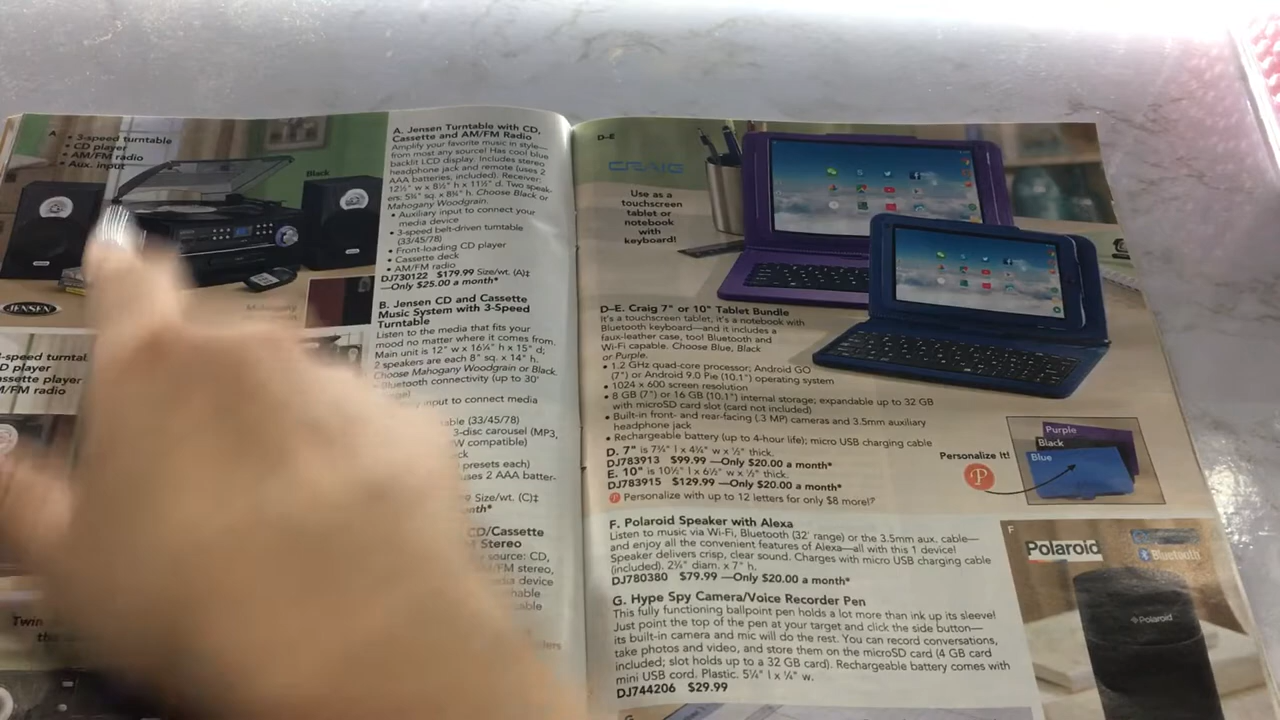 A
• 3-speed turntable
• CD player
• AM/FM radio
• Aux. input
Black
JENSEN
-speed turntab
D player
assette player
M/FM radio
Twin
A. Jensen Turntable with CD,
Cassette and AM/FM Radio
Amplify your favorite music in style—
from most any source! Has cool blue
backlit LCD display. Includes stereo
headphone jack and remote (uses 2
AAA batteries, included). Receiver:
12½" w x 8½" h x 11½" d. Two speak-
ers: 5¾" sq. x 8¾" h. Choose Black or
Mahogany Woodgrain.
• Auxiliary input to connect your
media device
• 3-speed belt-driven turntable
(33/45/78)
• Front-loading CD player
• Cassette deck
• AM/FM radio
DJ730122 $179.99 Size/wt. (A)‡
—Only $25.00 a month*
B. Jensen CD and Cassette
Music System with 3-Speed
Turntable
Listen to the media that fits your
mood no matter where it comes from.
Main unit is 12" w x 16¼" h x 15" d;
2 speakers are each 8" sq. x 14" h.
Choose Mahogany Woodgrain or Black.
Bluetooth connectivity (up to 30'
nput to connect media
able (33/45/78)
3-disc carousel (MP3,
W compatible)
ck
presets each)
uses 2 AAA batter-
9 Size/wt. (C)‡
nth*
CD/Cassette
Stereo
source: CD,
M/FM stereo,
dia device
hable
able
D–E
CRAIG
Use as a
touchscreen
tablet or
notebook
with
keyboard!
D–E. Craig 7" or 10" Tablet Bundle
It's a touchscreen tablet; it's a notebook with
Bluetooth keyboard—and it includes a
faux-leather case, too! Bluetooth and
Wi-Fi capable. Choose Blue, Black
or Purple.
• 1.2 GHz quad-core processor; Android GO
(7") or Android 9.0 Pie (10.1") operating system
• 1024 x 600 screen resolution
• 8 GB (7") or 16 GB (10.1") internal storage; expandable up to 32 GB
with microSD card slot (card not included)
• Built-in front- and rear-facing (.3 MP) cameras and 3.5mm auxiliary
headphone jack
• Rechargeable battery (up to 4-hour life); micro USB charging cable
D. 7" is 7¾" l x 4¾" w x ½" thick.
DJ783913 $99.99 —Only $20.00 a month*
E. 10" is 10½" l x 6½" w x ½" thick.
DJ783915 $129.99 —Only $20.00 a month*
P Personalize with up to 12 letters for only $8 more!?
Personalize It!
P
Purple
Black
Blue
F. Polaroid Speaker with Alexa
Listen to music via Wi-Fi, Bluetooth (32' range) or the 3.5mm aux. cable—
and enjoy all the convenient features of Alexa—all with this 1 device!
Speaker delivers crisp, clear sound. Charges with micro USB charging cable
(included). 2¾" diam. x 7" h.
DJ780380 $79.99 —Only $20.00 a month*
G. Hype Spy Camera/Voice Recorder Pen
This fully functioning ballpoint pen holds a lot more than ink up its sleeve!
Just point the top of the pen at your target and click the side button—
its built-in camera and mic will do the rest. You can record conversations,
take photos and video, and store them on the microSD card (4 GB card
included; slot holds up to a 32 GB card). Rechargeable battery comes with
mini USB cord. Plastic. 5¼" l x ¼" w.
DJ744206 $29.99
F
Polaroid
Bluetooth
Polaroid
G